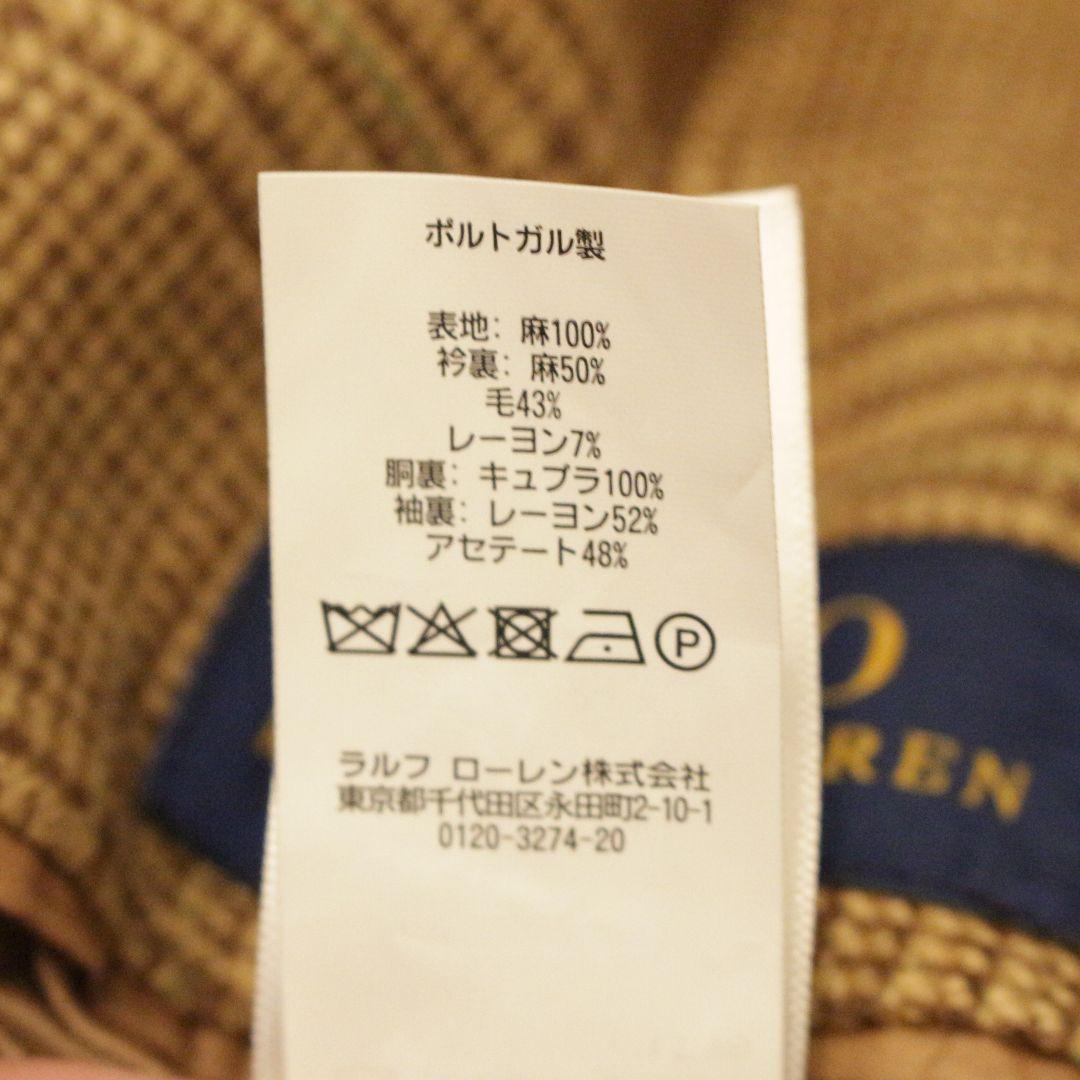 ポルトガル製
表地: 麻100%
衿裏: 麻50%
毛43%
レーヨン7%
胴裏: キュプラ100%
袖裏: レーヨン52%
アセテート48%
P
ラルフ ローレン株式会社
東京都千代田区永田町2-10-1
0120-3274-20
O
REN